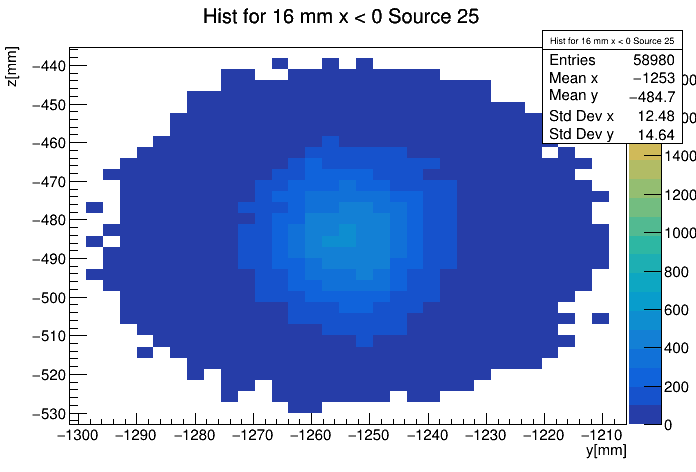 Hist for 16 mm x < 0 Source 25
z[mm]
Hist for 16 mm x < 0 Source 25
Entries 58980
Mean x −1253
Mean y −484.7
Std Dev x 12.48
Std Dev y 14.64
−440
−450
−460
−470
−480
−490
−500
−510
−520
−530
1400
1200
1000
800
600
400
200
0
−1300 −1290 −1280 −1270 −1260 −1250 −1240 −1230 −1220 −1210
y[mm]